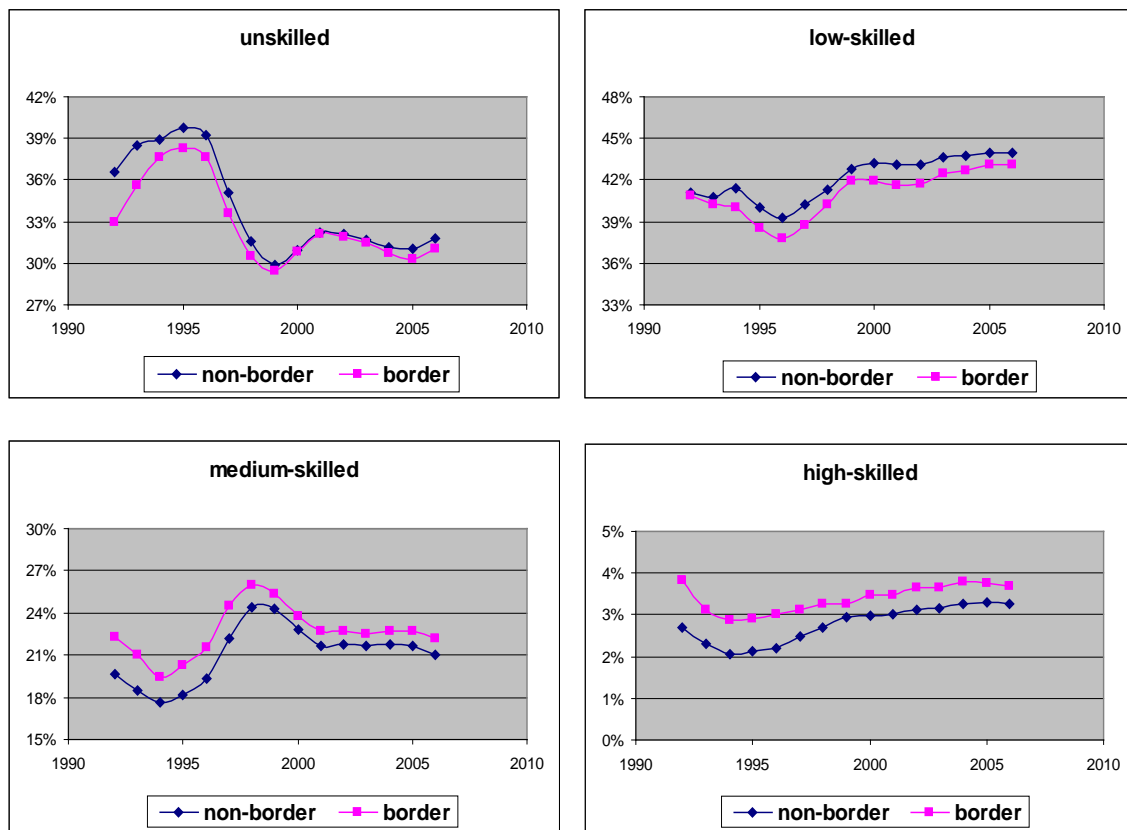 unskilled
42%
39%
36%
33%
30%
27%
1990 1995 2000 2005 2010
non-border border
low-skilled
48%
45%
42%
39%
36%
33%
1990 1995 2000 2005 2010
non-border border
medium-skilled
30%
27%
24%
21%
18%
15%
1990 1995 2000 2005 2010
non-border border
high-skilled
5%
4%
3%
2%
1%
0%
1990 1995 2000 2005 2010
non-border border